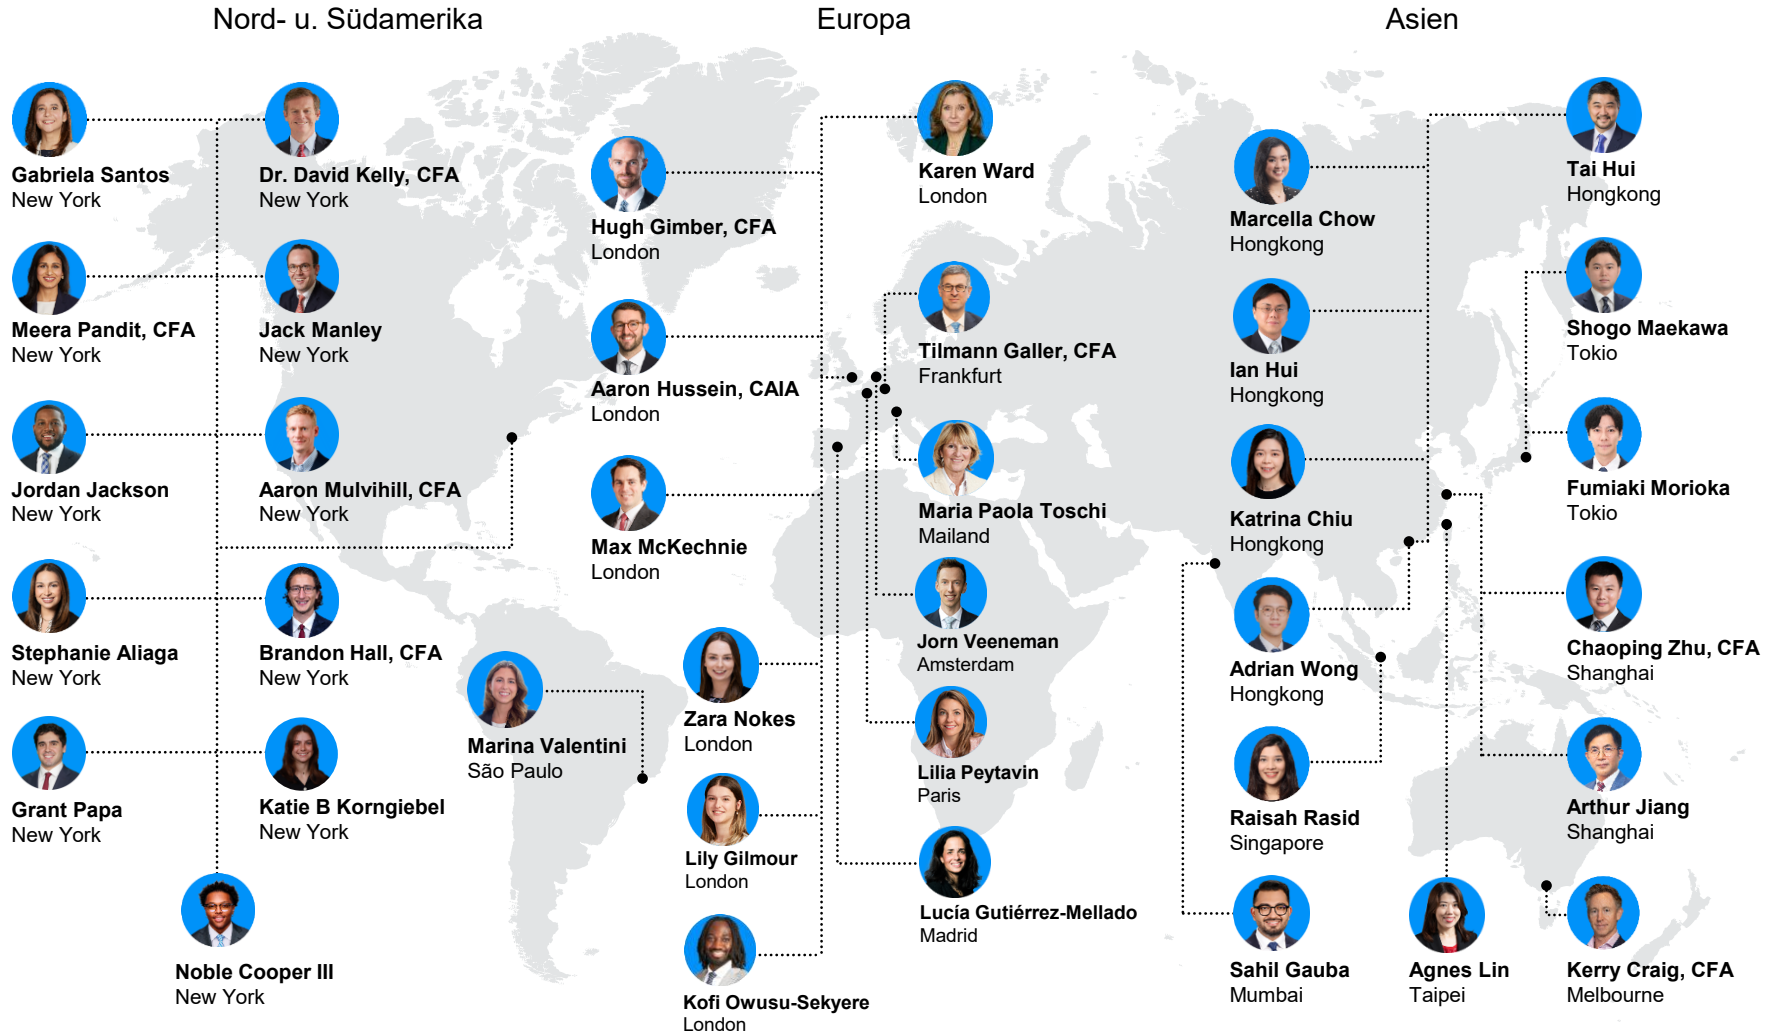 Nord- u. Südamerika
Europa
Asien
Gabriela Santos
New York
Dr. David Kelly, CFA
New York
Meera Pandit, CFA
New York
Jack Manley
New York
Jordan Jackson
New York
Aaron Mulvihill, CFA
New York
Stephanie Aliaga
New York
Brandon Hall, CFA
New York
Grant Papa
New York
Katie B Korngiebel
New York
Noble Cooper III
New York
Marina Valentini
São Paulo
Karen Ward
London
Hugh Gimber, CFA
London
Tilmann Galler, CFA
Frankfurt
Aaron Hussein, CAIA
London
Maria Paola Toschi
Mailand
Max McKechnie
London
Jorn Veeneman
Amsterdam
Zara Nokes
London
Lilia Peytavin
Paris
Lily Gilmour
London
Lucía Gutiérrez-Mellado
Madrid
Kofi Owusu-Sekyere
London
Tai Hui
Hongkong
Marcella Chow
Hongkong
Shogo Maekawa
Tokio
Ian Hui
Hongkong
Fumiaki Morioka
Tokio
Katrina Chiu
Hongkong
Chaoping Zhu, CFA
Shanghai
Adrian Wong
Hongkong
Arthur Jiang
Shanghai
Raisah Rasid
Singapore
Sahil Gauba
Mumbai
Agnes Lin
Taipei
Kerry Craig, CFA
Melbourne